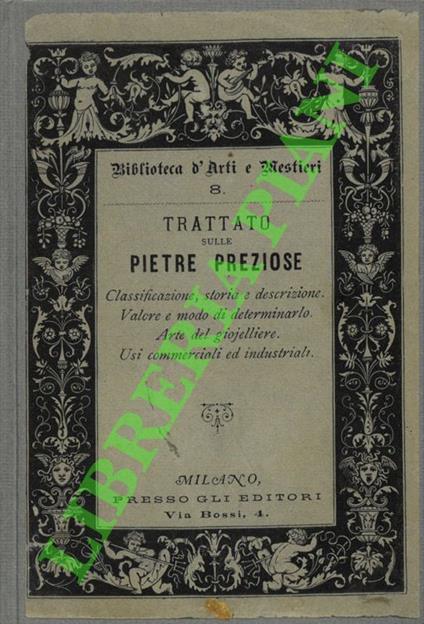 Biblioteca d'Arti e Mestieri
8.
TRATTATO
SULLE
PIETRE PREZIOSE
Classificazione, storia e descrizione.
Valore e modo di determinarlo.
Arte del giojelliere.
Usi commerciali ed industriali.
MILANO,
PRESSO GLI EDITORI
Via Bossi, 4.
LIBRERIA PIANI